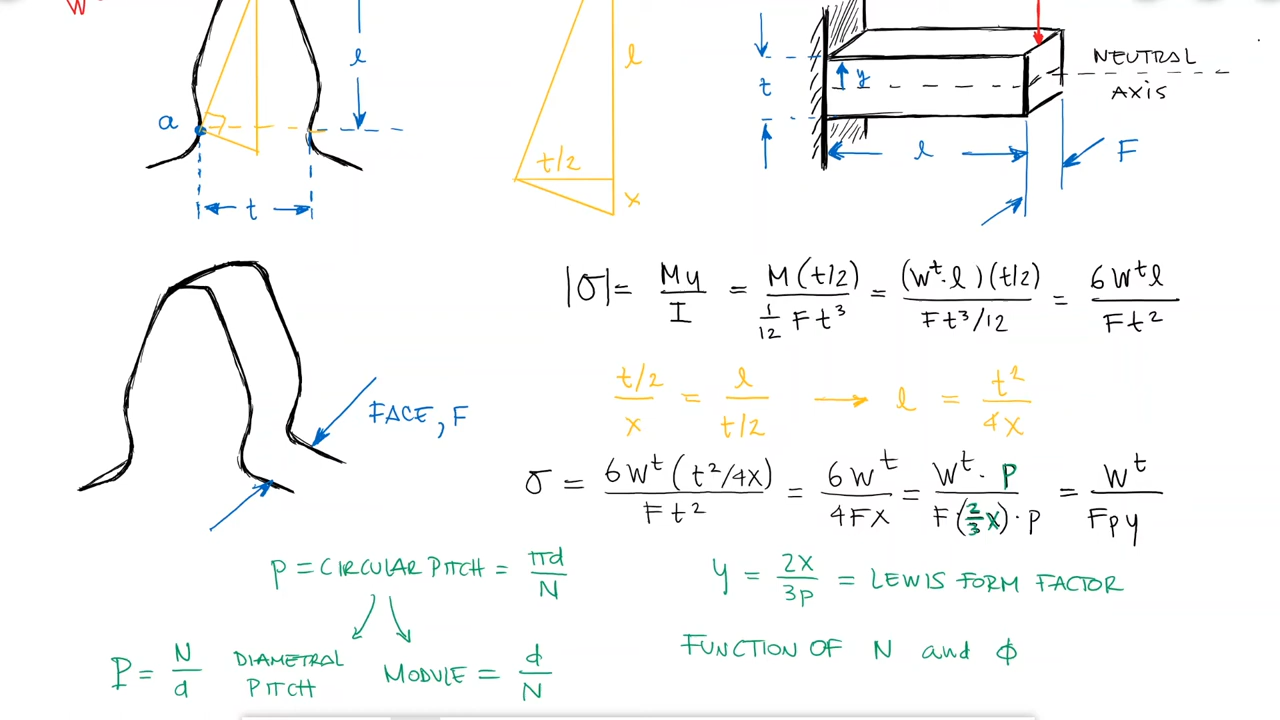 W
l
a
t
l
t/2
x
t
y
NEUTRAL
AXIS
l
F
FACE, F
|σ| = My/I = M(t/2)/(1/12 Ft³) = (Wᵗ·l)(t/2)/(Ft³/12) = 6Wᵗl/(Ft²)
(t/2)/x = l/(t/2) → l = t²/4x
σ = 6Wᵗ(t²/4x)/(Ft²) = 6Wᵗ/(4Fx) = Wᵗ·p/(F·(2/3 x)·p) = Wᵗ/(Fpy)
p = CIRCULAR PITCH = πd/N
y = 2x/3p = LEWIS FORM FACTOR
FUNCTION OF N and ϕ
P = N/d DIAMETRAL PITCH
MODULE = d/N